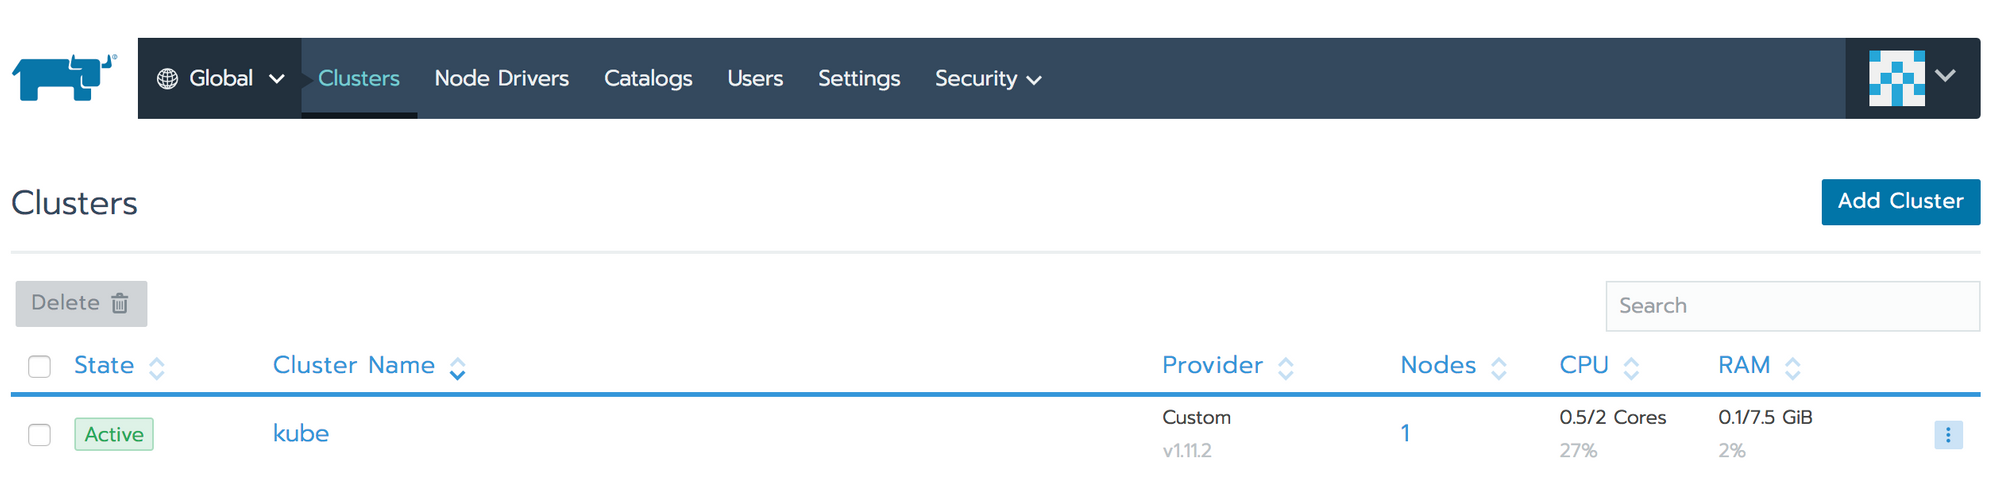 Global Clusters Node Drivers Catalogs Users Settings Security
Clusters
Add Cluster
Delete
Search
State Cluster Name Provider Nodes CPU RAM
Active kube Custom 1 0.5/2 Cores 0.1/7.5 GiB
v1.11.2 27% 2%